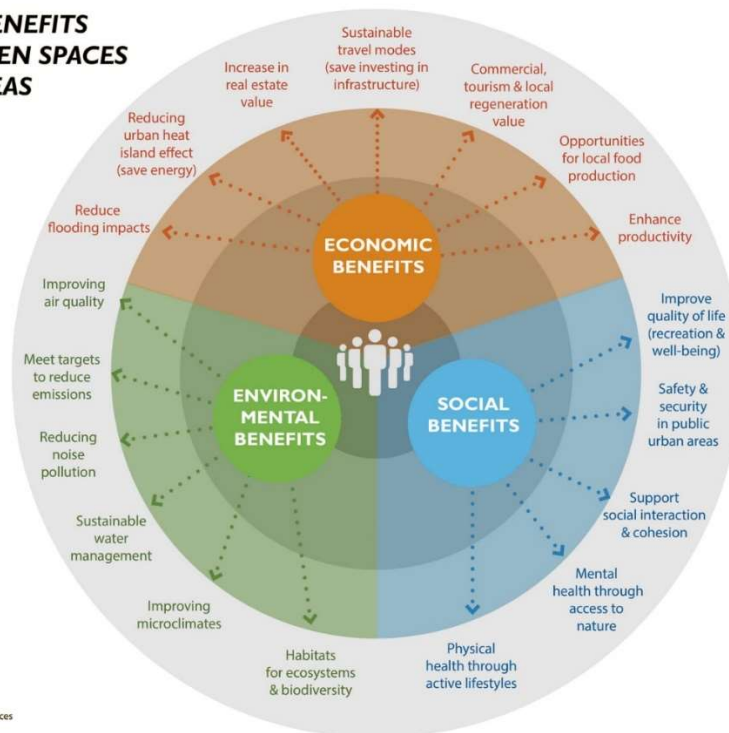 EN SPACES
Sustainable
travel modes
(save investing in
infrastructure)
Increase in
real estate
value
Commercial,
tourism & local
regeneration
value
Reducing
urban heat
island effect
(save energy)
Opportunities
for local food
production
Reduce
flooding impacts
Enhance
productivity
ECONOMIC
BENEFITS
Improving
air quality
Improve
quality of life
(recreation &
well-being)
Meet targets
to reduce
emissions
ENVIRON-
MENTAL
BENEFITS
SOCIAL
BENEFITS
Safety &
security
in public
urban areas
Reducing
noise
pollution
Support
social interaction
& cohesion
Sustainable
water
management
Mental
health through
access to
nature
Improving
microclimates
Habitats
for ecosystems
& biodiversity
Physical
health through
active lifestyles